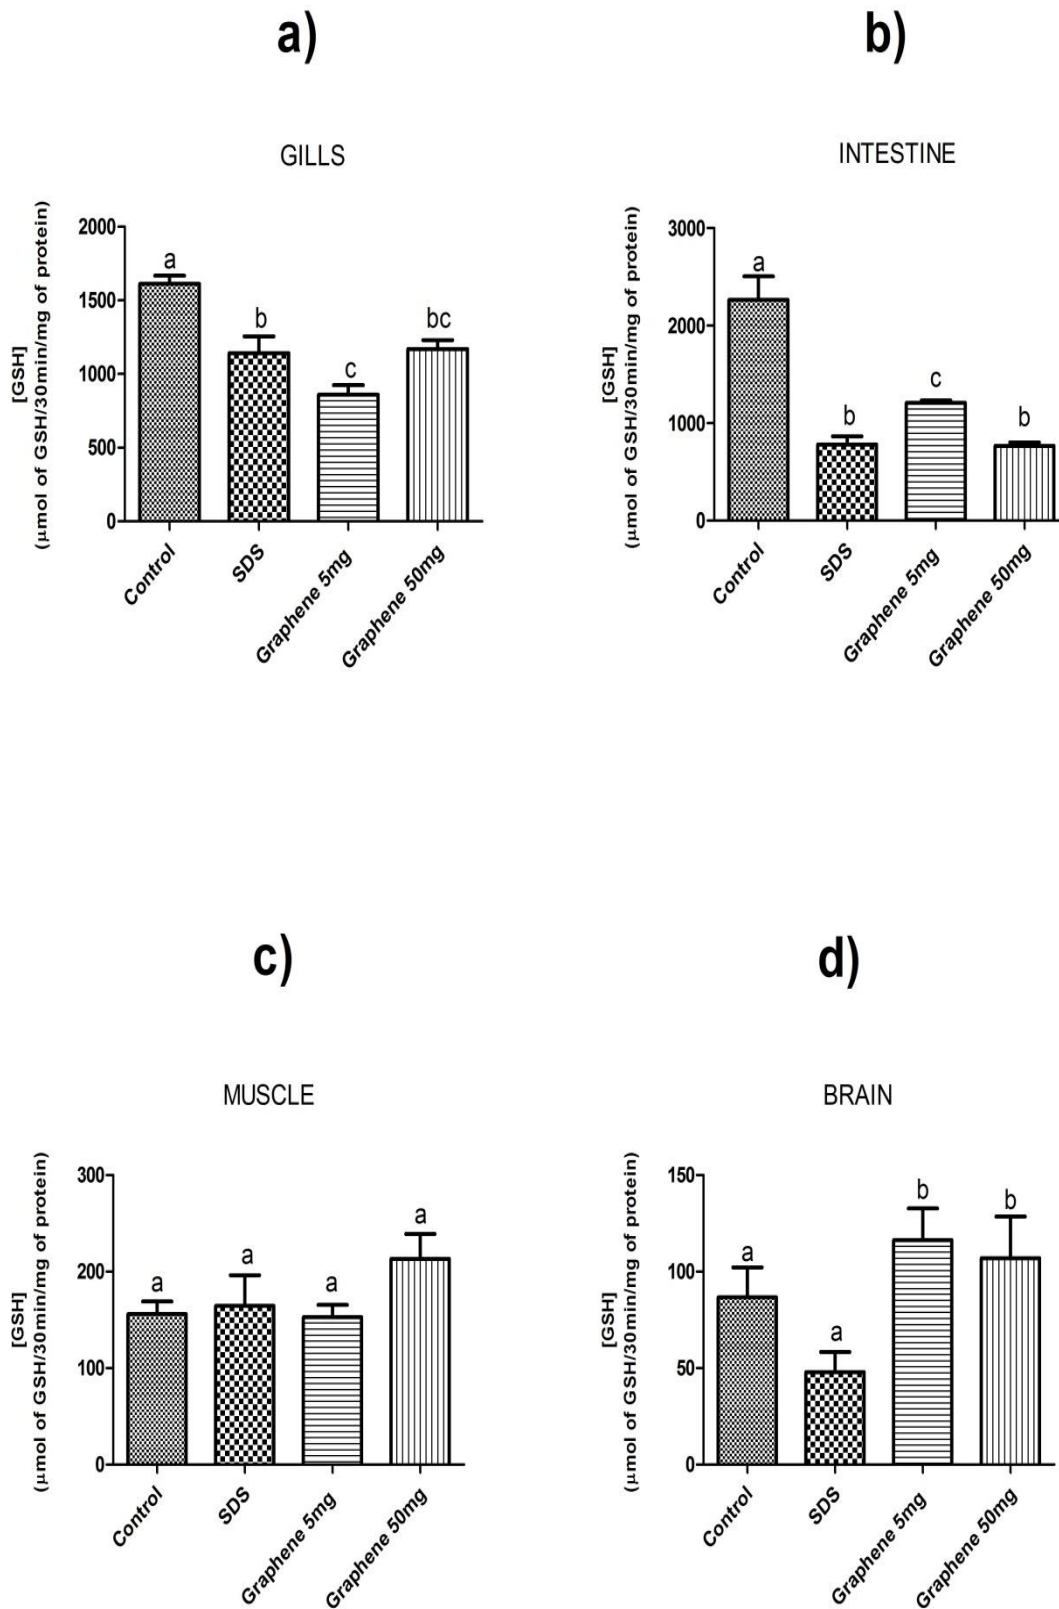 a)
GILLS
[GSH]
(µmol of GSH/30min/mg of protein)
2000
1500
1000
500
0
a
b
c
bc
Control
SDS
Graphene 5mg
Graphene 50mg
b)
INTESTINE
[GSH]
(µmol of GSH/30min/mg of protein)
3000
2000
1000
0
a
b
c
b
Control
SDS
Graphene 5mg
Graphene 50mg
c)
MUSCLE
[GSH]
(µmol of GSH/30min/mg of protein)
300
200
100
0
a
a
a
a
Control
SDS
Graphene 5mg
Graphene 50mg
d)
BRAIN
[GSH]
(µmol of GSH/30min/mg of protein)
150
100
50
0
a
a
b
b
Control
SDS
Graphene 5mg
Graphene 50mg